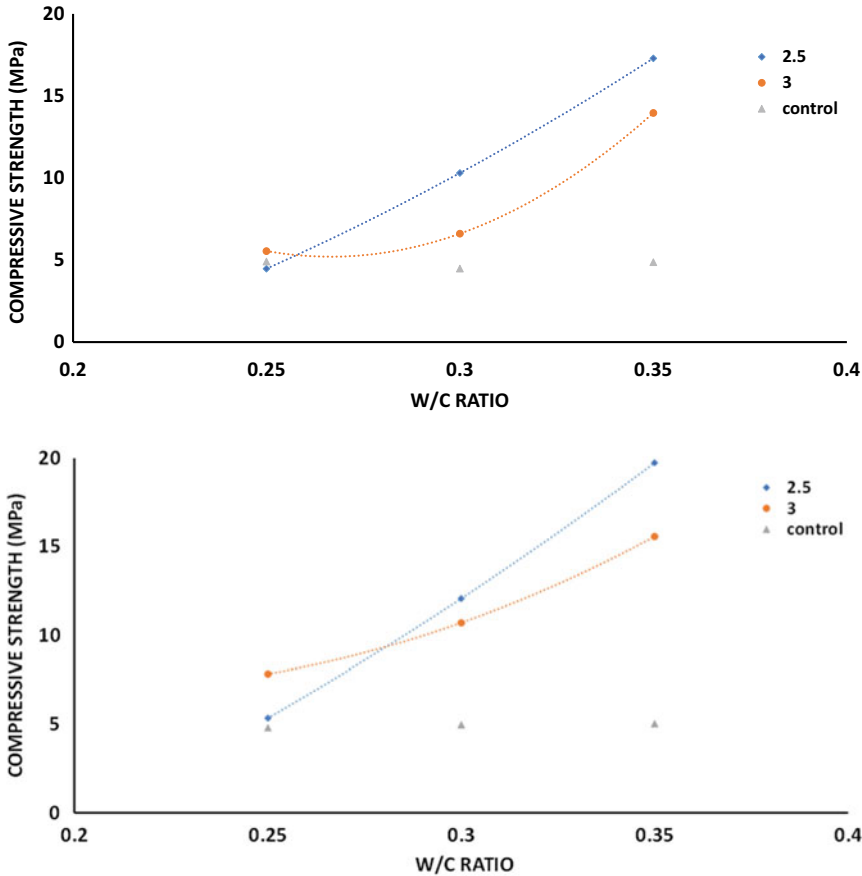 20
15
10
5
0
COMPRESSIVE STRENGTH (MPa)
2.5
3
control
0.2 0.25 0.3 0.35 0.4
W/C RATIO
20
15
10
5
0
COMPRESSIVE STRENGTH (MPa)
2.5
3
control
0.2 0.25 0.3 0.35 0.4
W/C RATIO